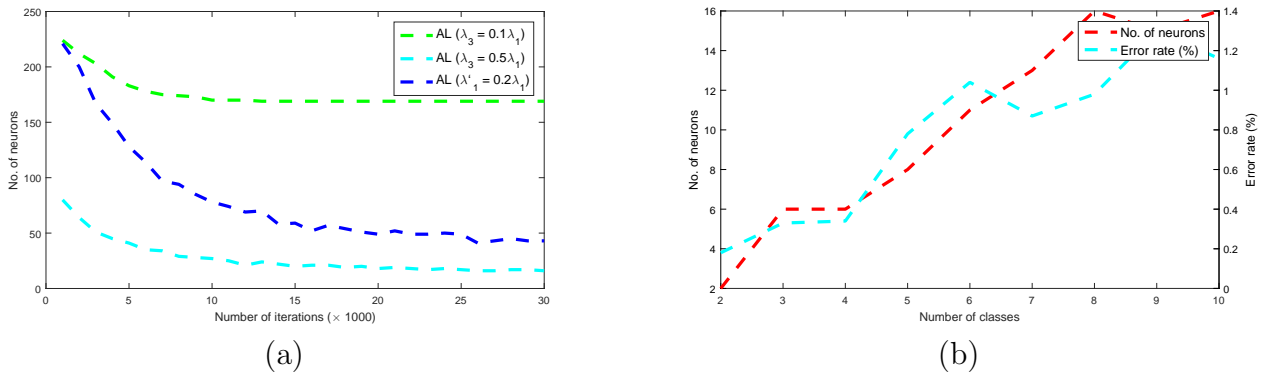 250
200
150
100
50
0
No. of neurons
AL (λ3 = 0.1λ1)
AL (λ3 = 0.5λ1)
AL (λ‘1 = 0.2λ1)
0 5 10 15 20 25 30
Number of iterations (× 1000)
(a)
16
14
12
10
8
6
4
2
No. of neurons
No. of neurons
Error rate (%)
1.4
1.2
1
0.8
0.6
0.4
0.2
0
Error rate (%)
2 3 4 5 6 7 8 9 10
Number of classes
(b)